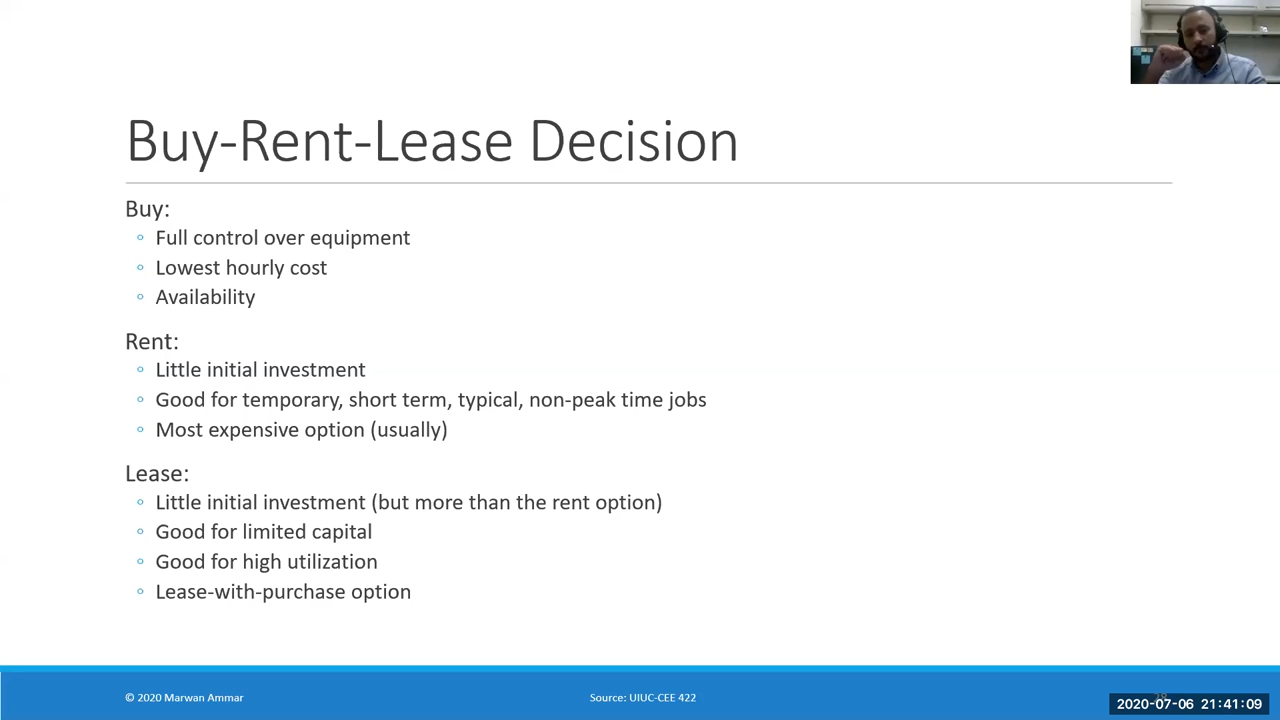 Buy-Rent-Lease Decision
Buy:
Full control over equipment
Lowest hourly cost
Availability
Rent:
Little initial investment
Good for temporary, short term, typical, non-peak time jobs
Most expensive option (usually)
Lease:
Little initial investment (but more than the rent option)
Good for limited capital
Good for high utilization
Lease-with-purchase option
© 2020 Marwan Ammar
Source: UIUC-CEE 422
2020-07-06 21:41:09